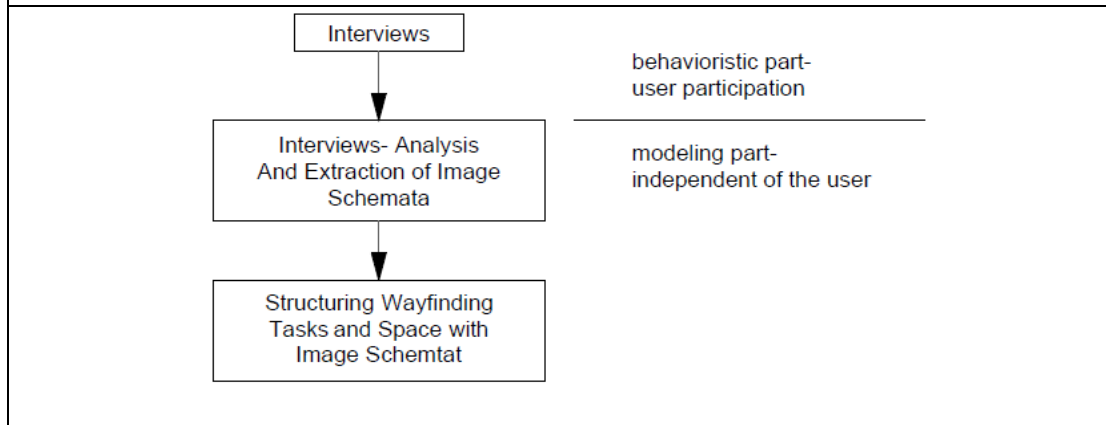 Interviews
behavioristic part-
user participation
Interviews- Analysis
And Extraction of Image
Schemata
modeling part-
independent of the user
Structuring Wayfinding
Tasks and Space with
Image Schemtat